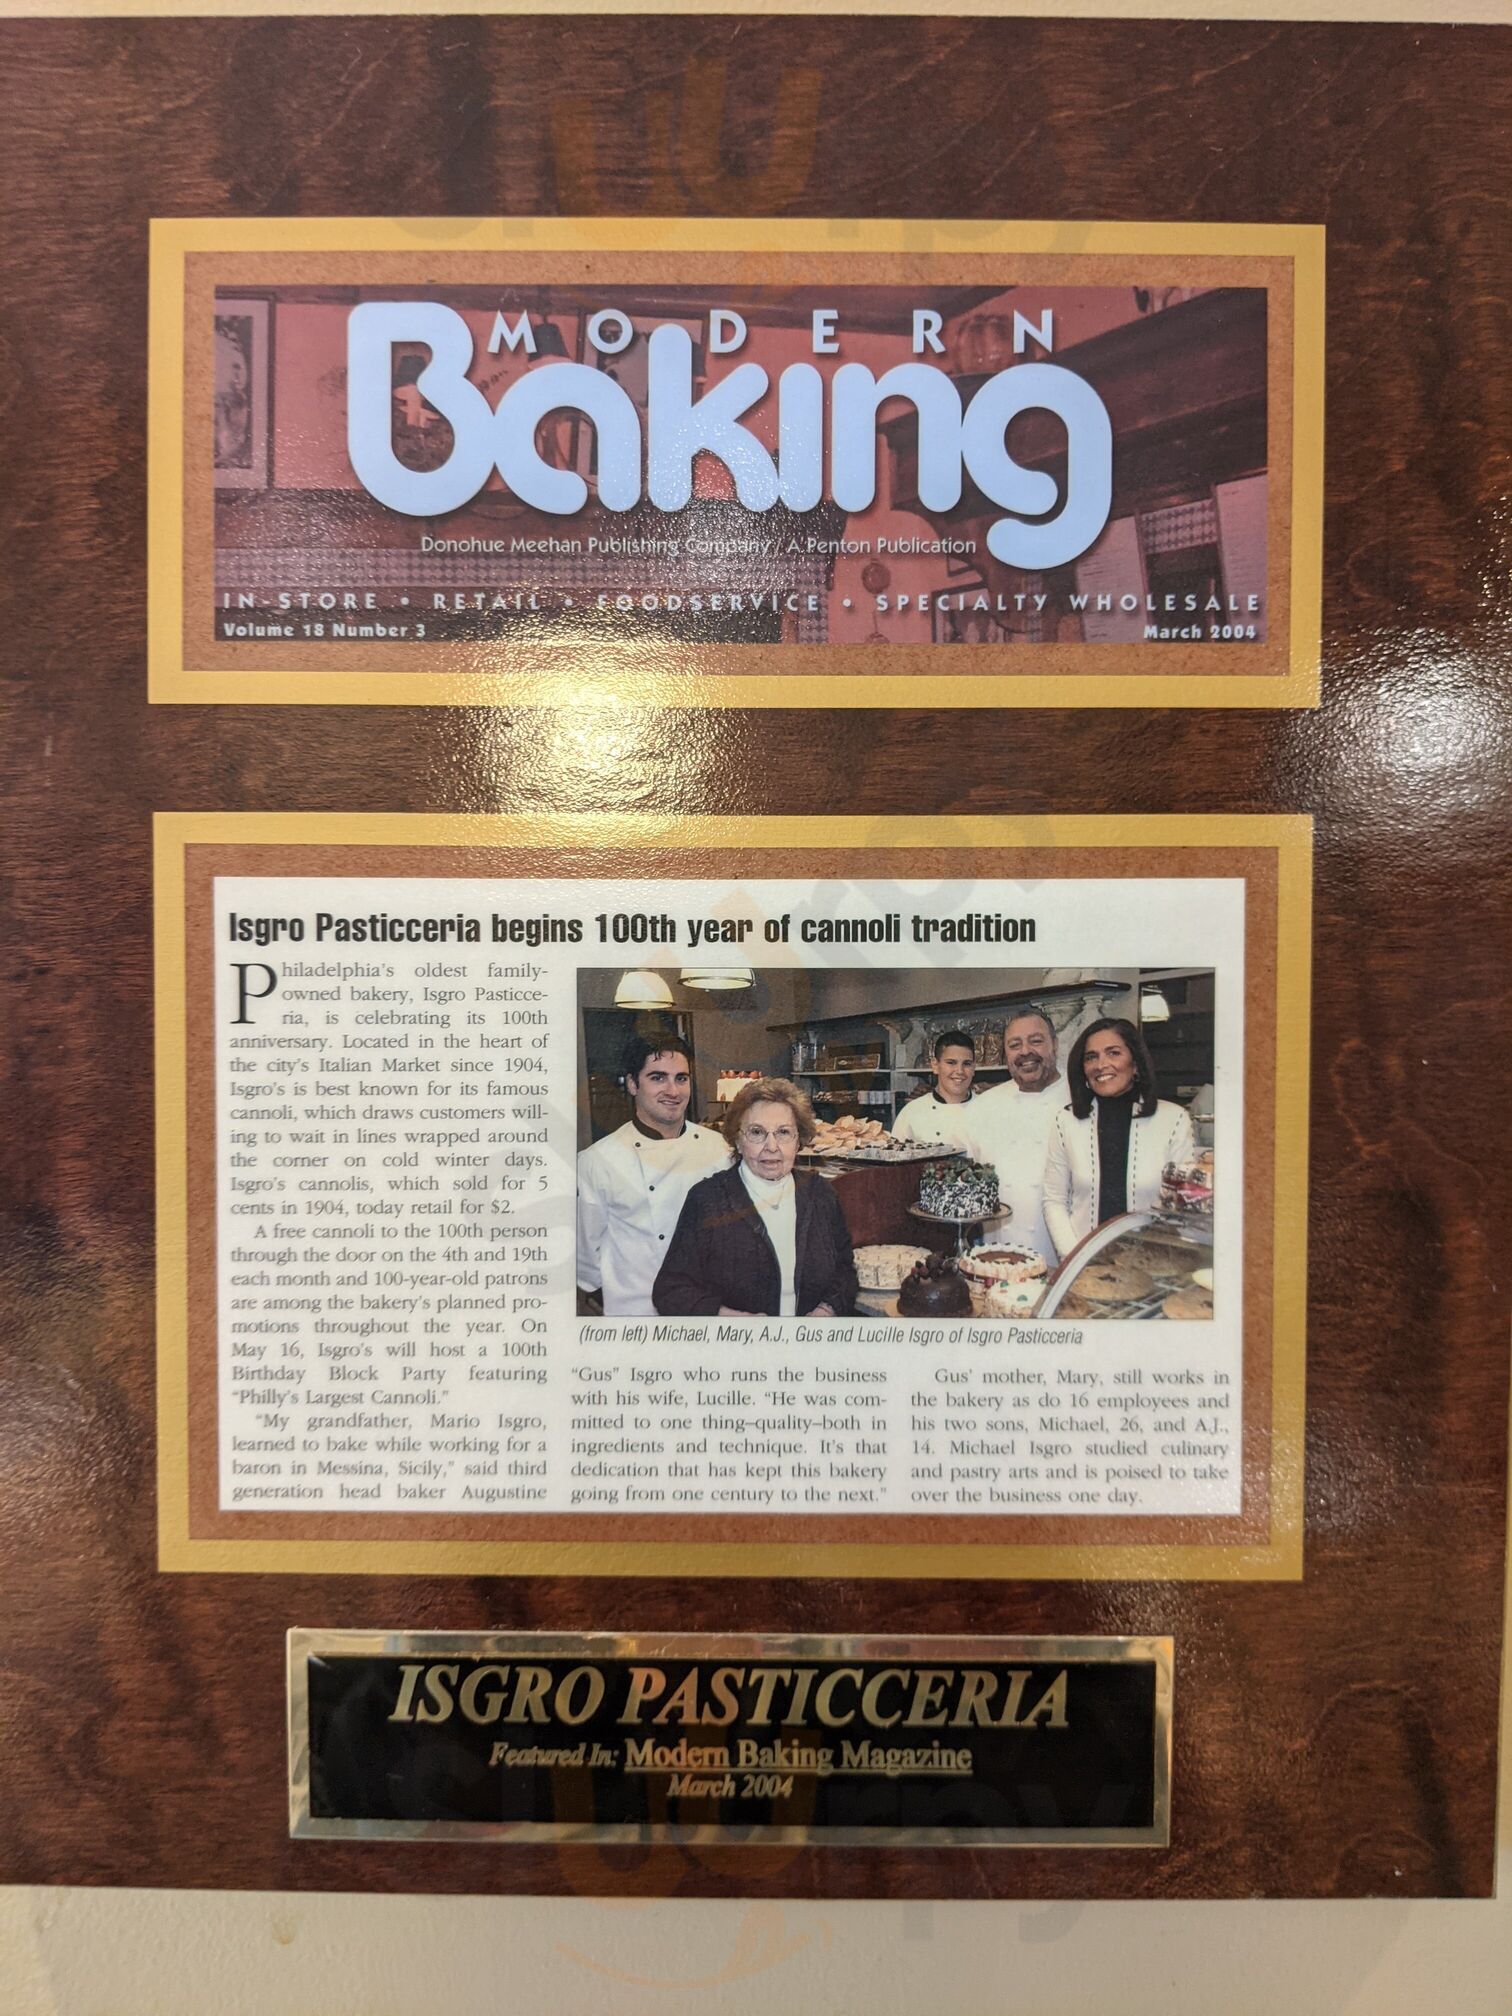 MODERN
Baking
Donohue Meehan Publishing Company / A Penton Publication
IN-STORE • RETAIL • FOODSERVICE • SPECIALTY WHOLESALE
Volume 18 Number 3
March 2004
Isgro Pasticceria begins 100th year of cannoli tradition
Philadelphia's oldest family-
owned bakery, Isgro Pasticce-
ria, is celebrating its 100th
anniversary. Located in the heart of
the city's Italian Market since 1904,
Isgro's is best known for its famous
cannoli, which draws customers will-
ing to wait in lines wrapped around
the corner on cold winter days.
Isgro's cannolis, which sold for 5
cents in 1904, today retail for $2.
A free cannoli to the 100th person
through the door on the 4th and 19th
each month and 100-year-old patrons
are among the bakery's planned pro-
motions throughout the year. On
May 16, Isgro's will host a 100th
Birthday Block Party featuring
"Philly's Largest Cannoli."
"My grandfather, Mario Isgro,
learned to bake while working for a
baron in Messina, Sicily," said third
generation head baker Augustine
(from left) Michael, Mary, A.J., Gus and Lucille Isgro of Isgro Pasticceria
"Gus" Isgro who runs the business
with his wife, Lucille. "He was com-
mitted to one thing–quality–both in
ingredients and technique. It's that
dedication that has kept this bakery
going from one century to the next."
Gus' mother, Mary, still works in
the bakery as do 16 employees and
his two sons, Michael, 26, and A.J.,
14. Michael Isgro studied culinary
and pastry arts and is poised to take
over the business one day.
ISGRO PASTICCERIA
Featured In: Modern Baking Magazine
March 2004